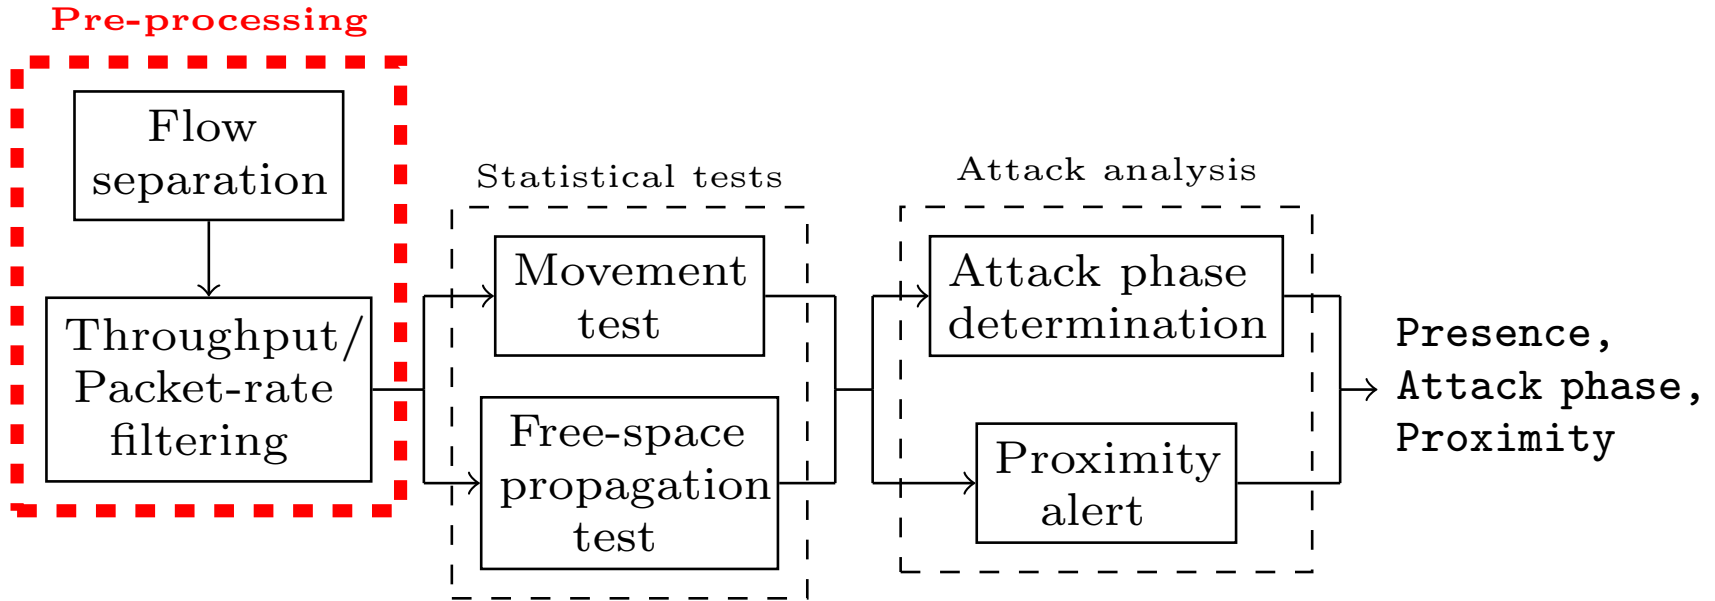 Pre-processing
Flow
separation
Throughput/
Packet-rate
filtering
Statistical tests
Movement
test
Free-space
propagation
test
Attack analysis
Attack phase
determination
Proximity
alert
Presence,
Attack phase,
Proximity